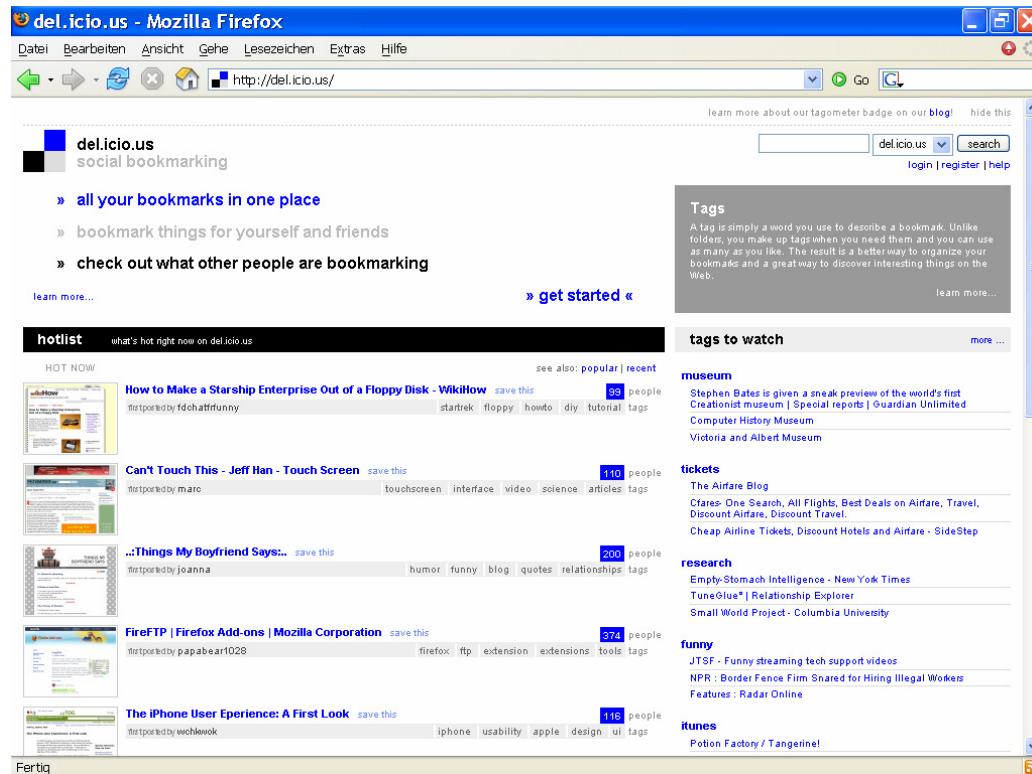 del.icio.us - Mozilla Firefox
Datei Bearbeiten Ansicht Gehe Lesezeichen Extras Hilfe
http://del.icio.us/ Go G
learn more about our tagometer badge on our blog! hide this
del.icio.us
social bookmarking
del.icio.us search
login | register | help
» all your bookmarks in one place
» bookmark things for yourself and friends
» check out what other people are bookmarking
learn more...
» get started «
Tags
A tag is simply a word you use to describe a bookmark. Unlike
folders, you make up tags when you need them and you can use
as many as you like. The result is a better way to organize your
bookmarks and a great way to discover interesting things on the
Web.
learn more...
hotlist what's hot right now on del.icio.us
HOT NOW see also: popular | recent
How to Make a Starship Enterprise Out of a Floppy Disk - WikiHow save this 99 people
first posted by fdchatfrfunny startrek floppy howto diy tutorial tags
Can't Touch This - Jeff Han - Touch Screen save this 110 people
first posted by marc touchscreen interface video science articles tags
..:Things My Boyfriend Says:.. save this 200 people
first posted by joanna humor funny blog quotes relationships tags
FireFTP | Firefox Add-ons | Mozilla Corporation save this 374 people
first posted by papabear1028 firefox ftp extension extensions tools tags
The iPhone User Eperience: A First Look save this 116 people
first posted by wchlewok iphone usability apple design ui tags
tags to watch more ...
museum
Stephen Bates is given a sneak preview of the world's first
Creationist museum | Special reports | Guardian Unlimited
Computer History Museum
Victoria and Albert Museum
tickets
The Airfare Blog
Cfares- One Search, All Flights, Best Deals on Airfare, Travel,
Discount Airfare, Discount Travel.
Cheap Airline Tickets, Discount Hotels and Airfare - SideStep
research
Empty-Stomach Intelligence - New York Times
TuneGlue* | Relationship Explorer
Small World Project - Columbia University
funny
JTSF - Funny streaming tech support videos
NPR : Border Fence Firm Snared for Hiring Illegal Workers
Features : Radar Online
itunes
Potion Factory / Tangerine!
Fertig